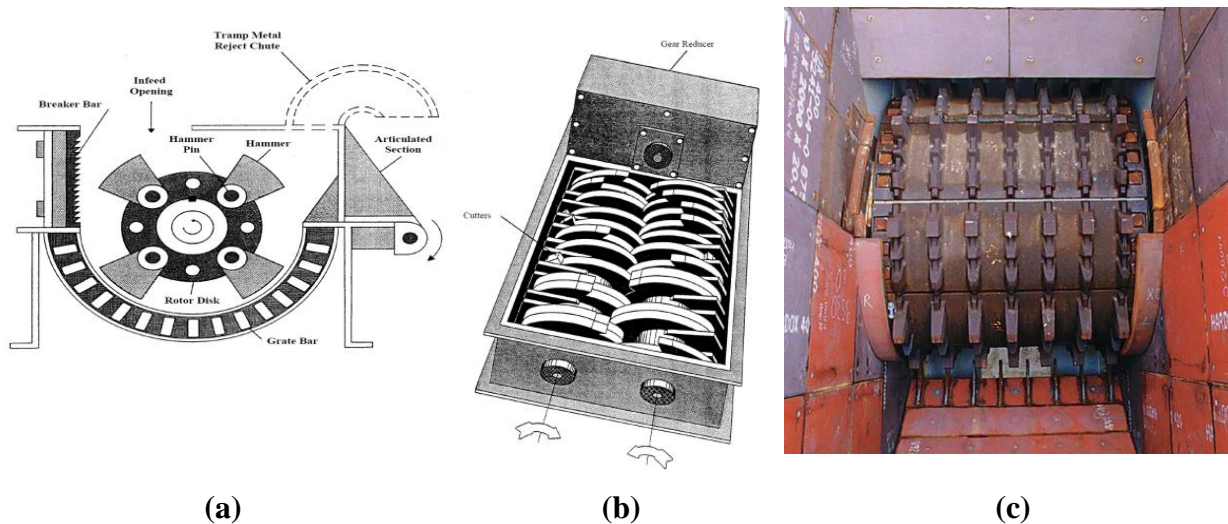 Tramp Metal
Reject Chute
Infeed
Opening
Breaker Bar
Hammer
Pin
Hammer
Articulated
Section
Rotor Disk
Grate Bar
Gear Reducer
Cutters
R
(a)
(b)
(c)